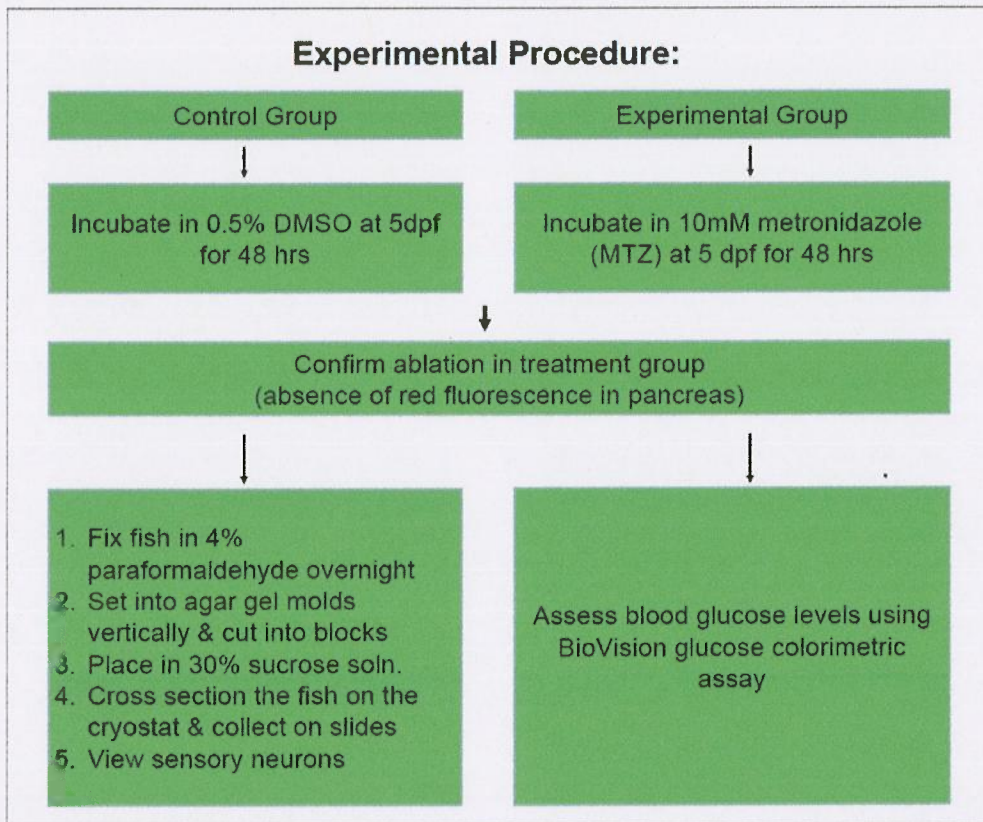 Experimental Procedure:
Control Group
Experimental Group
Incubate in 0.5% DMSO at 5dpf
for 48 hrs
Incubate in 10mM metronidazole
(MTZ) at 5 dpf for 48 hrs
Confirm ablation in treatment group
(absence of red fluorescence in pancreas)
1. Fix fish in 4%
paraformaldehyde overnight
2. Set into agar gel molds
vertically & cut into blocks
3. Place in 30% sucrose soln.
4. Cross section the fish on the
cryostat & collect on slides
5. View sensory neurons
Assess blood glucose levels using
BioVision glucose colorimetric
assay